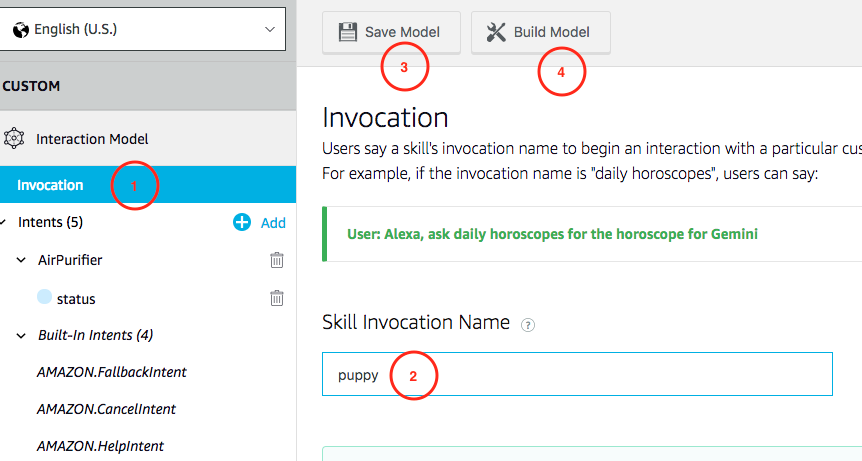 English (U.S.)
Save Model
Build Model
3
4
CUSTOM
Interaction Model
Invocation
1
Intents (5)
Add
AirPurifier
status
Built-In Intents (4)
AMAZON.FallbackIntent
AMAZON.CancelIntent
AMAZON.HelpIntent
Invocation
Users say a skill's invocation name to begin an interaction with a particular cus
For example, if the invocation name is "daily horoscopes", users can say:
User: Alexa, ask daily horoscopes for the horoscope for Gemini
Skill Invocation Name ?
puppy
2